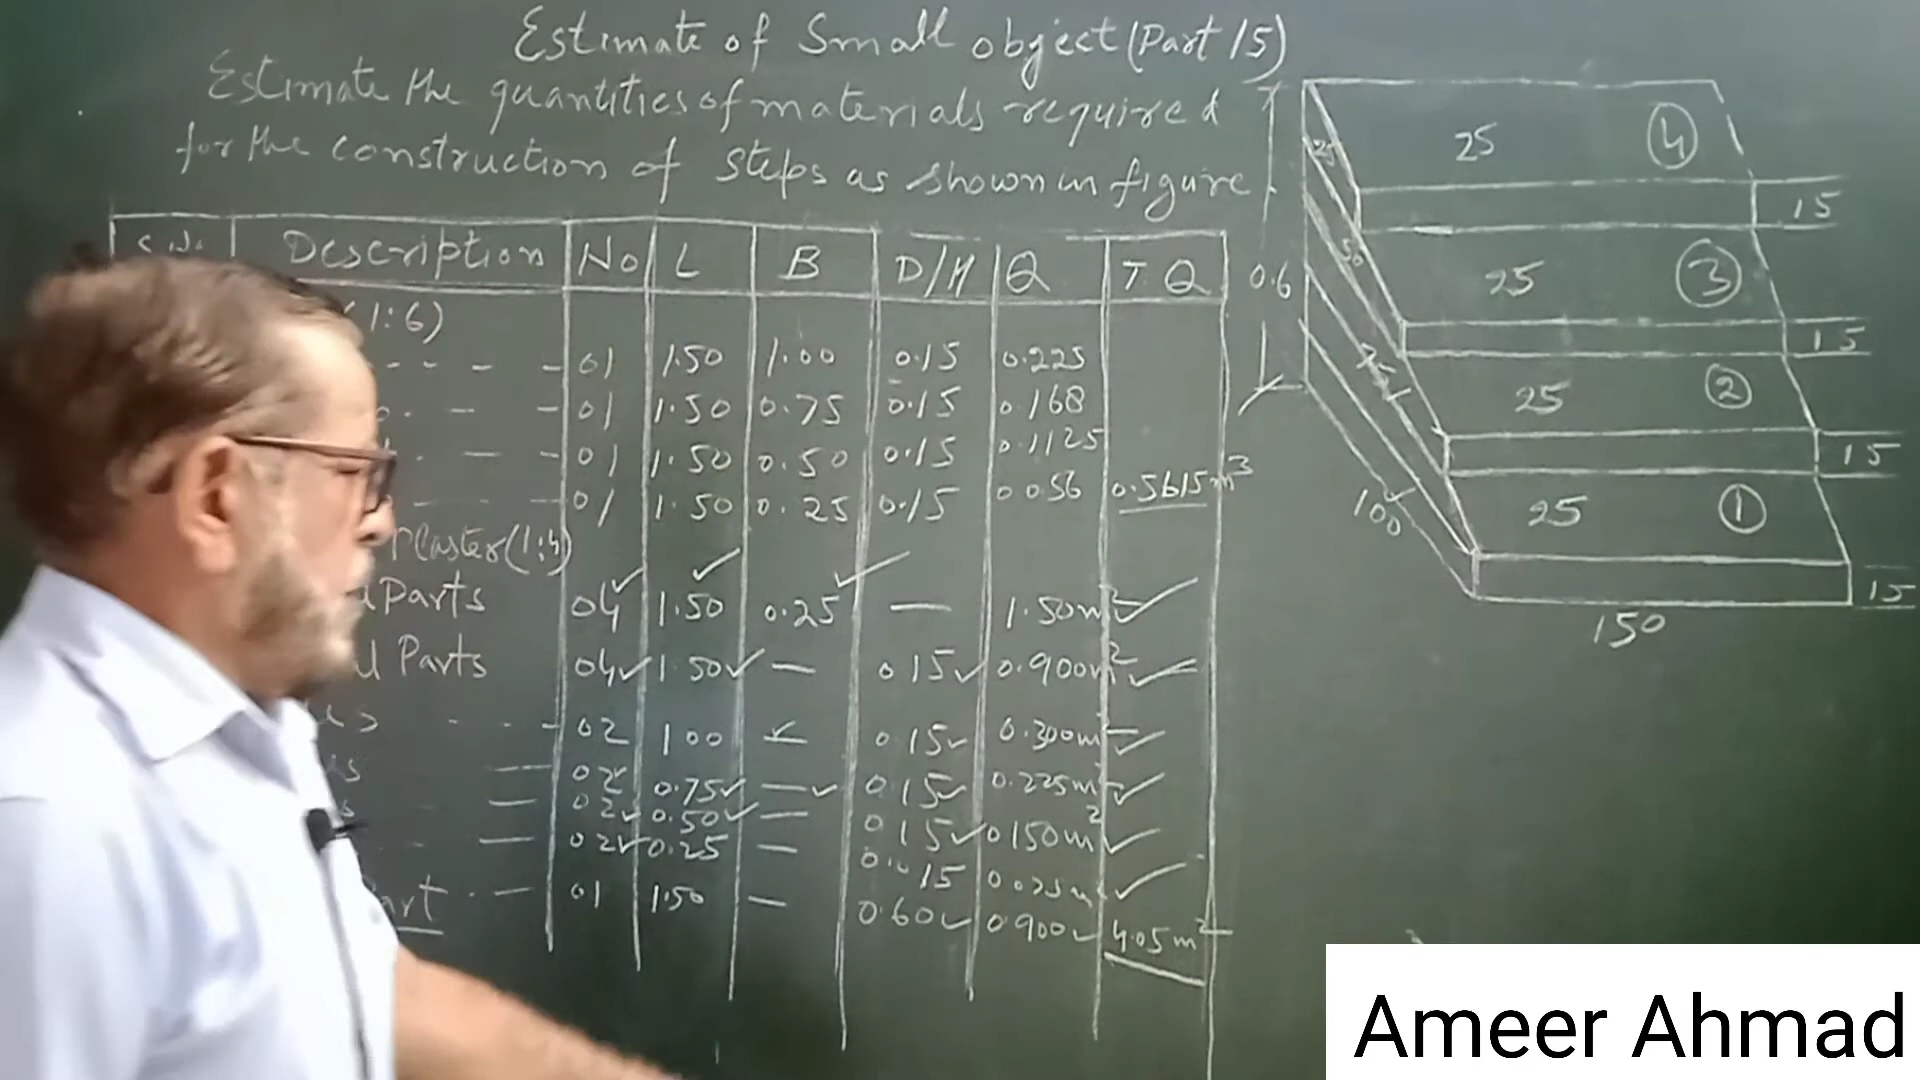 Estimate of Small object (Part 15)
Estimate the quantities of materials required
for the construction of steps as shown in figure.
S.No. Description No L B D/H Q T Q
(1:6)
- - - - 01 1.50 1.00 0.15 0.225
- - 01 1.50 0.75 0.15 0.168
- - 01 1.50 0.50 0.15 0.1125
- - - 01 1.50 0.25 0.15 0.056 0.5615m³
Plaster (1:4)
Parts 04 1.50 0.25 — 1.50m²
Parts 04 1.50 — 0.15 0.900m²
- - - 02 1.00 — 0.15 0.300m²
— 02 0.75 — 0.15 0.225m²
— 02 0.50 — 0.15 0.150m²
— 02 0.25 — 0.15
Part - — 01 1.50 — 0.60 0.900 4.05m²
25 25 4
15
50 25 3
0.6
15
25 2
15
100 25 1
15
150
Ameer Ahmad